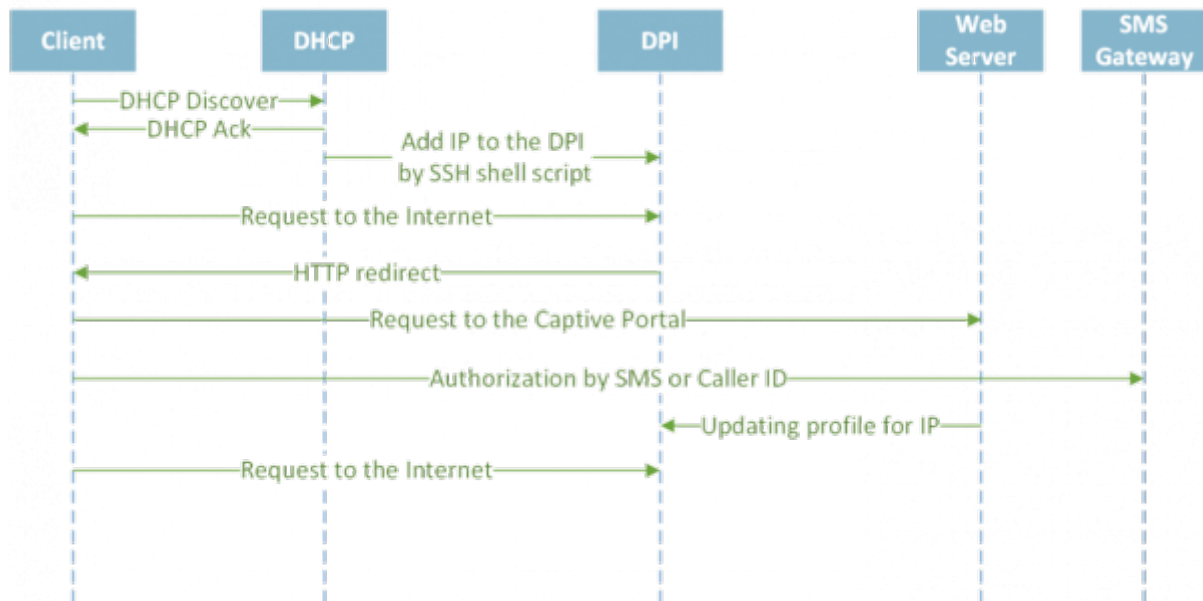 Client
DHCP
DPI
Web
Server
SMS
Gateway
DHCP Discover
DHCP Ack
Add IP to the DPI
by SSH shell script
Request to the Internet
HTTP redirect
Request to the Captive Portal
Authorization by SMS or Caller ID
Updating profile for IP
Request to the Internet